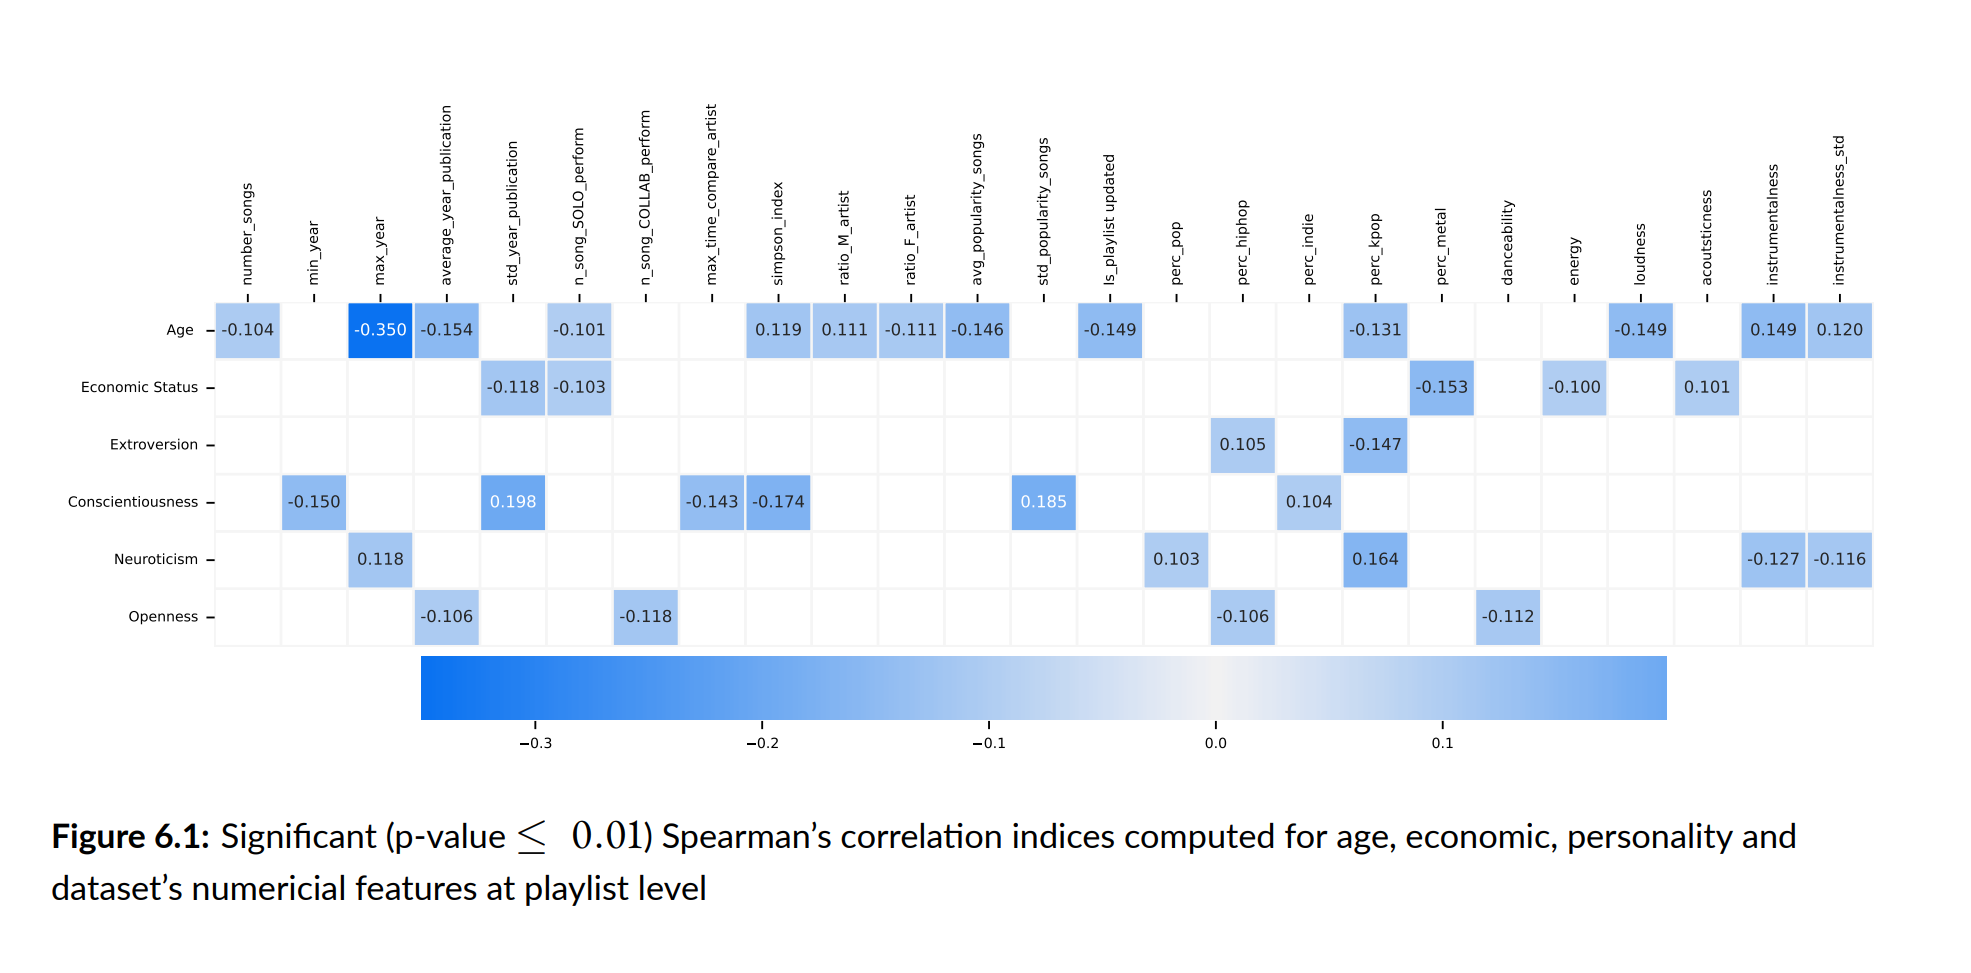 number_songs
min_year
max_year
average_year_publication
std_year_publication
n_song_SOLO_perform
n_song_COLLAB_perform
max_time_compare_artist
simpson_index
ratio_M_artist
ratio_F_artist
avg_popularity_songs
std_popularity_songs
Is_playlist updated
perc_pop
perc_hiphop
perc_indie
perc_kpop
perc_metal
danceability
energy
loudness
acoutsticness
instrumentalness
instrumentalness_std
Age -0.104 -0.350 -0.154 -0.101 0.119 0.111 -0.111 -0.146 -0.149 -0.131 -0.149 0.149 0.120
Economic Status -0.118 -0.103 -0.153 -0.100 0.101
Extroversion 0.105 -0.147
Conscientiousness -0.150 0.198 -0.143 -0.174 0.185 0.104
Neuroticism 0.118 0.103 0.164 -0.127 -0.116
Openness -0.106 -0.118 -0.106 -0.112
−0.3 −0.2 −0.1 0.0 0.1
Figure 6.1: Significant (p-value ≤ 0.01) Spearman’s correlation indices computed for age, economic, personality and
dataset’s numericial features at playlist level